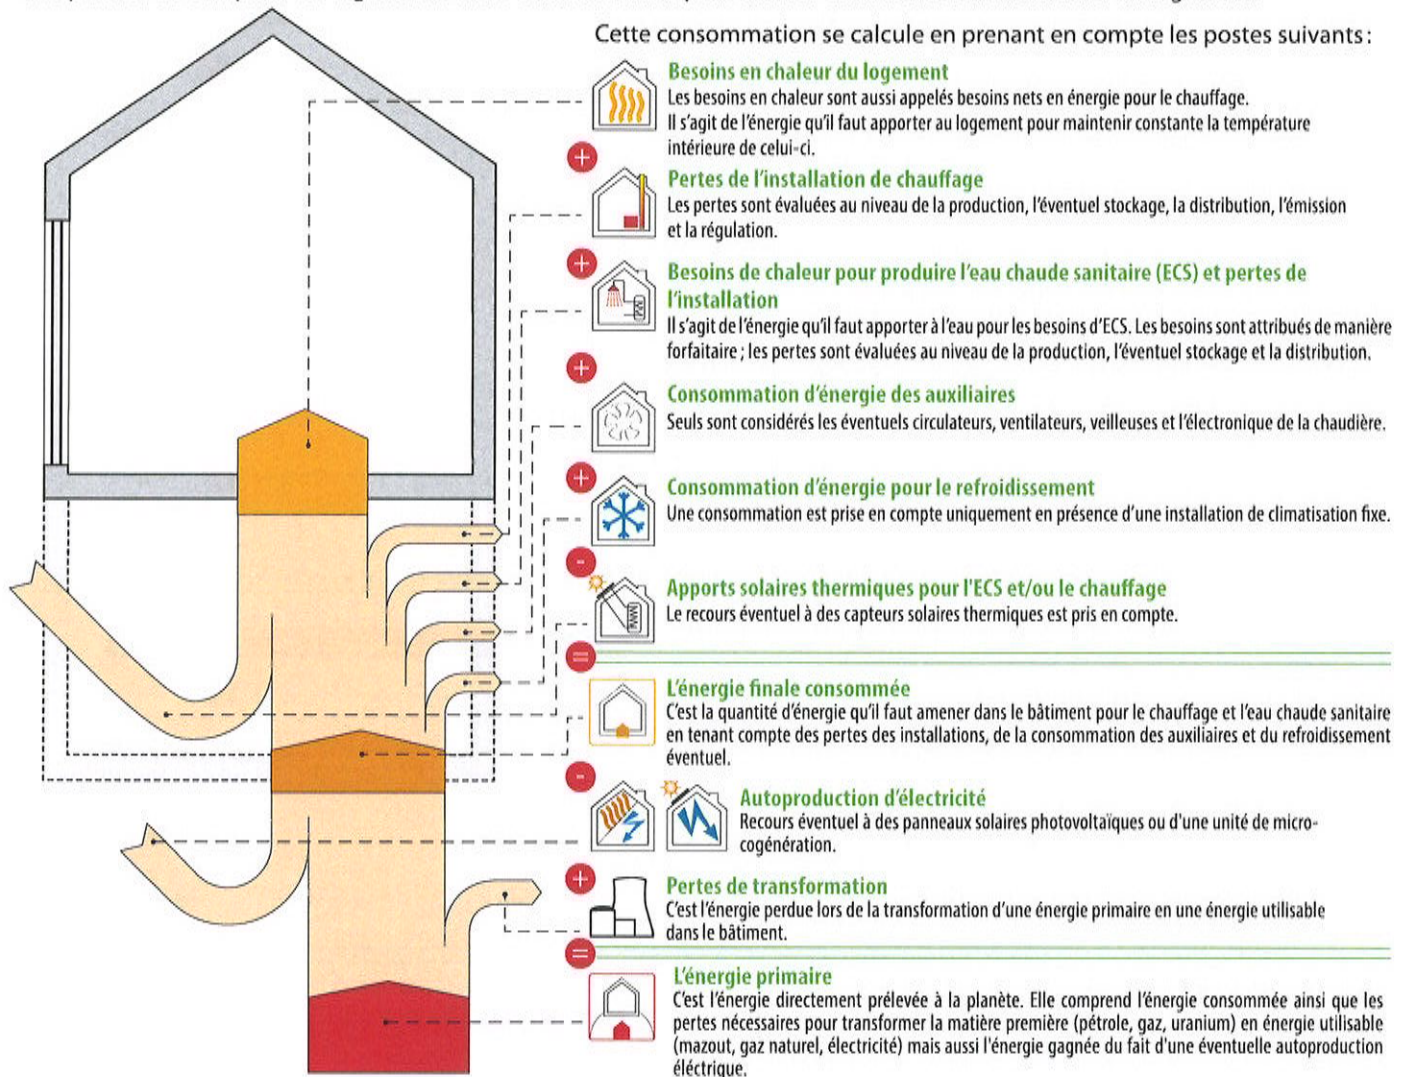 Cette consommation se calcule en prenant en compte les postes suivants :
Besoins en chaleur du logement
Les besoins en chaleur sont aussi appelés besoins nets en énergie pour le chauffage.
Il s'agit de l'énergie qu'il faut apporter au logement pour maintenir constante la température
intérieure de celui-ci.
+
Pertes de l'installation de chauffage
Les pertes sont évaluées au niveau de la production, l'éventuel stockage, la distribution, l'émission
et la régulation.
+
Besoins de chaleur pour produire l'eau chaude sanitaire (ECS) et pertes de
l'installation
Il s'agit de l'énergie qu'il faut apporter à l'eau pour les besoins d'ECS. Les besoins sont attribués de manière
forfaitaire ; les pertes sont évaluées au niveau de la production, l'éventuel stockage et la distribution.
+
Consommation d'énergie des auxiliaires
Seuls sont considérés les éventuels circulateurs, ventilateurs, veilleuses et l'électronique de la chaudière.
+
Consommation d'énergie pour le refroidissement
Une consommation est prise en compte uniquement en présence d'une installation de climatisation fixe.
-
Apports solaires thermiques pour l'ECS et/ou le chauffage
Le recours éventuel à des capteurs solaires thermiques est pris en compte.
=
L'énergie finale consommée
C'est la quantité d'énergie qu'il faut amener dans le bâtiment pour le chauffage et l'eau chaude sanitaire
en tenant compte des pertes des installations, de la consommation des auxiliaires et du refroidissement
éventuel.
-
Autoproduction d'électricité
Recours éventuel à des panneaux solaires photovoltaïques ou d'une unité de micro-
cogénération.
+
Pertes de transformation
C'est l'énergie perdue lors de la transformation d'une énergie primaire en une énergie utilisable
dans le bâtiment.
=
L'énergie primaire
C'est l'énergie directement prélevée à la planète. Elle comprend l'énergie consommée ainsi que les
pertes nécessaires pour transformer la matière première (pétrole, gaz, uranium) en énergie utilisable
(mazout, gaz naturel, électricité) mais aussi l'énergie gagnée du fait d'une éventuelle autoproduction
éléctrique.